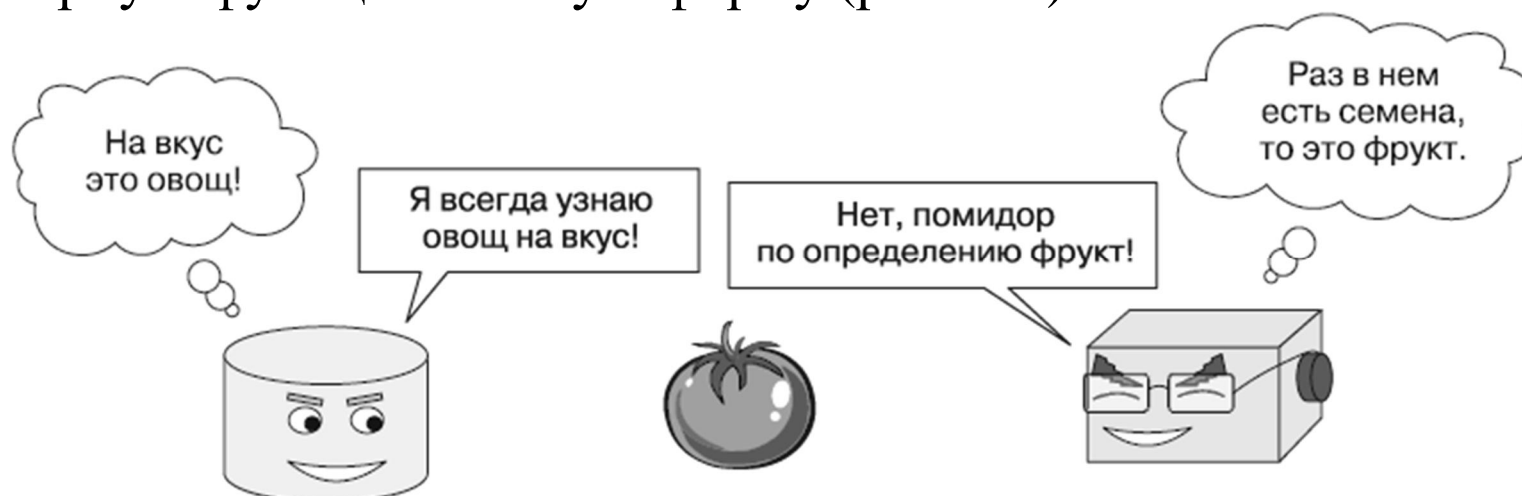 На вкус
это овощ!
Я всегда узнаю
овощ на вкус!
Нет, помидор
по определению фрукт!
Раз в нем
есть семена,
то это фрукт.